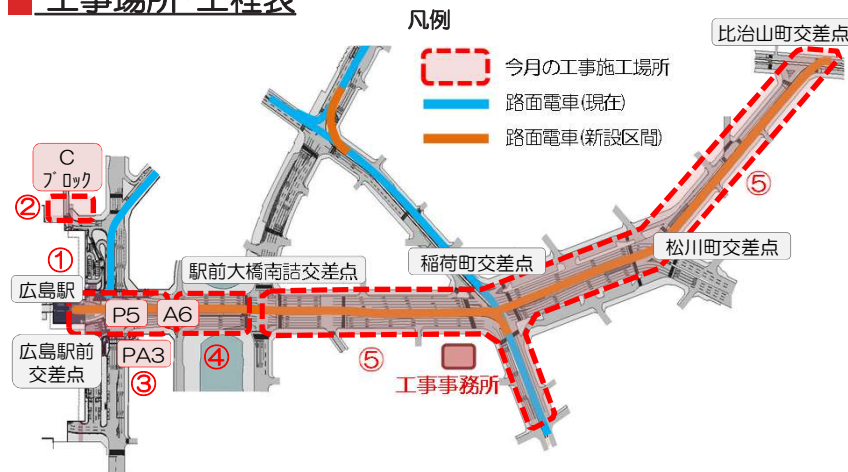 ■ 工事場所 工程表
凡例
今月の工事施工場所
路面電車(現在)
路面電車(新設区間)
比治山町交差点
C
ブロック
②
①
⑤
駅前大橋南詰交差点
稲荷町交差点
松川町交差点
広島駅
P5
A6
広島駅前
交差点
PA3
③
④
⑤
工事事務所